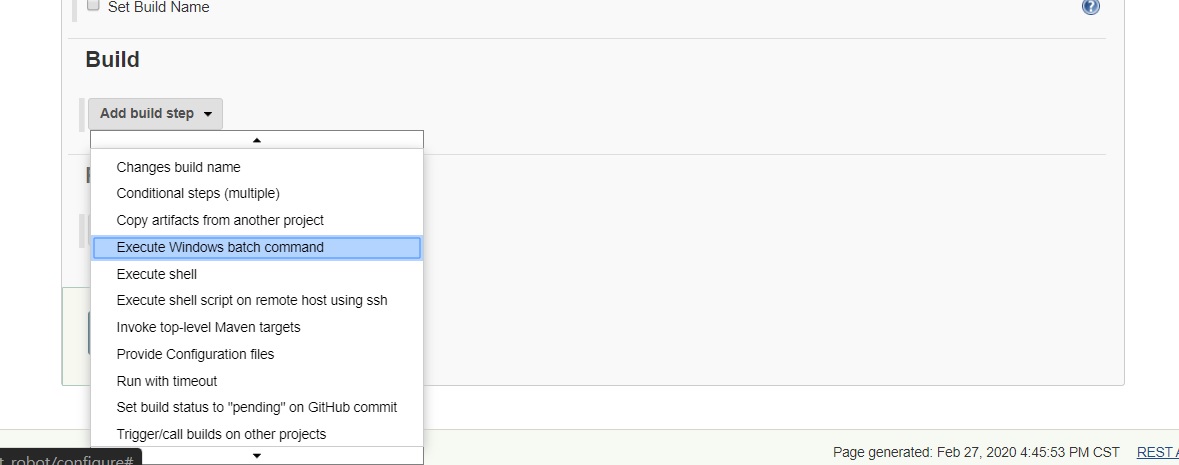 Set Build Name
Build
Add build step
Changes build name
Conditional steps (multiple)
Copy artifacts from another project
Execute Windows batch command
Execute shell
Execute shell script on remote host using ssh
Invoke top-level Maven targets
Provide Configuration files
Run with timeout
Set build status to "pending" on GitHub commit
Trigger/call builds on other projects
t_robot/configure#
Page generated: Feb 27, 2020 4:45:53 PM CST REST A